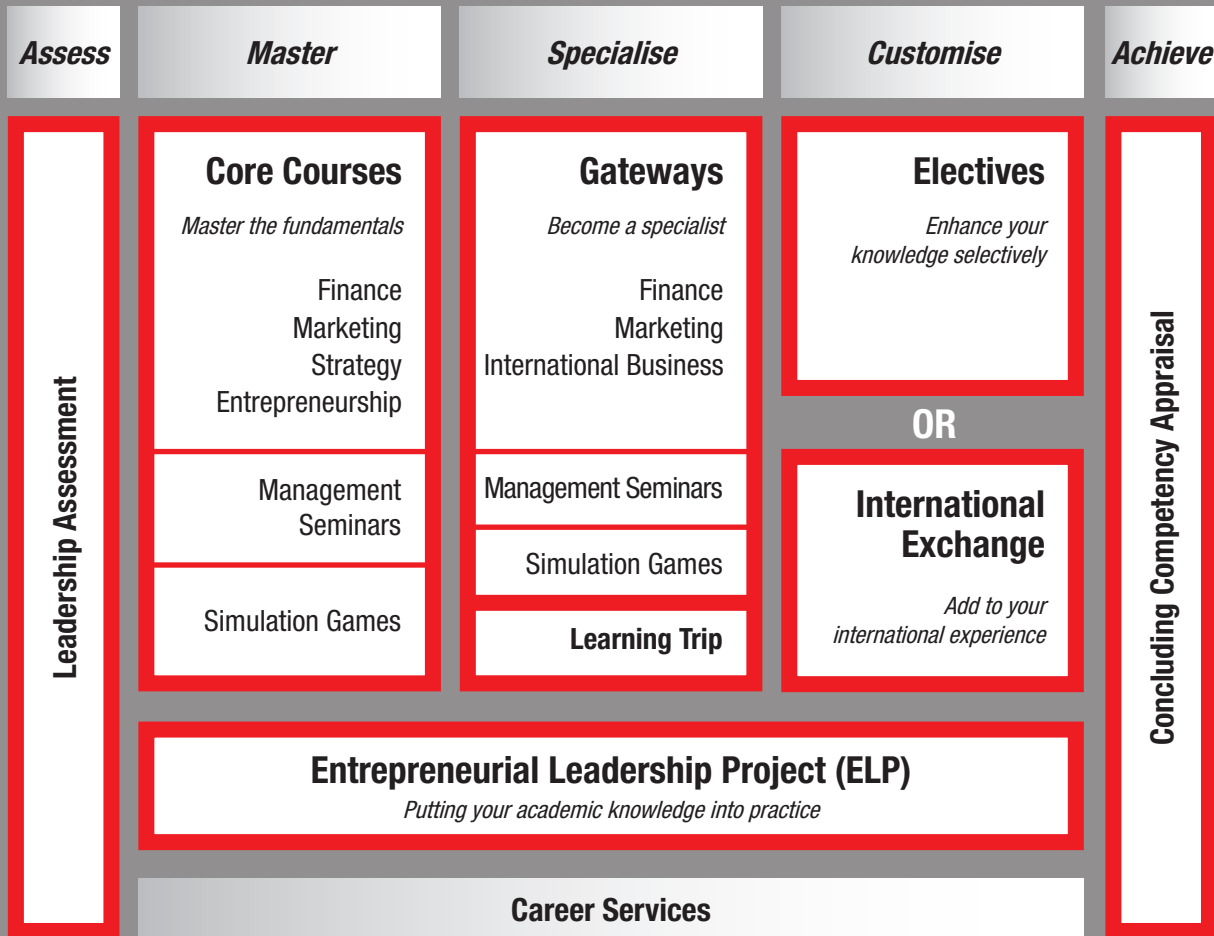 Assess
Master
Specialise
Customise
Achieve
Leadership Assessment
Core Courses
Master the fundamentals
Finance
Marketing
Strategy
Entrepreneurship
Management
Seminars
Simulation Games
Gateways
Become a specialist
Finance
Marketing
International Business
Management Seminars
Simulation Games
Learning Trip
Electives
Enhance your
knowledge selectively
OR
International
Exchange
Add to your
international experience
Concluding Competency Appraisal
Entrepreneurial Leadership Project (ELP)
Putting your academic knowledge into practice
Career Services